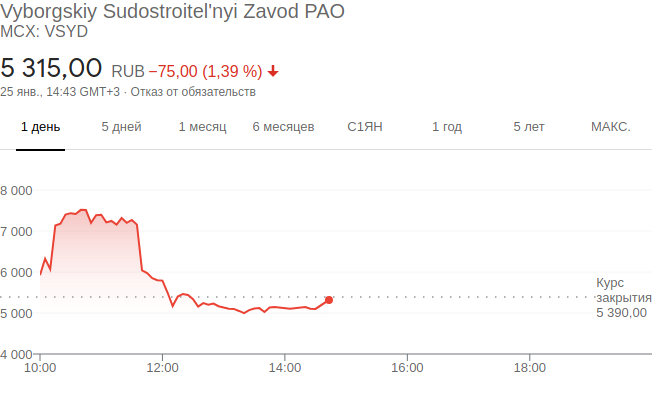 Vyborgskiy Sudostroitel'nyi Zavod PAO
MCX: VSYD
5 315,00 RUB −75,00 (1,39 %)
25 янв., 14:43 GMT+3 · Отказ от обязательств
1 день 5 дней 1 месяц 6 месяцев С1ЯН 1 год 5 лет МАКС.
8 000
7 000
6 000
Курс
закрытия
5 390,00
5 000
4 000
10:00 12:00 14:00 16:00 18:00